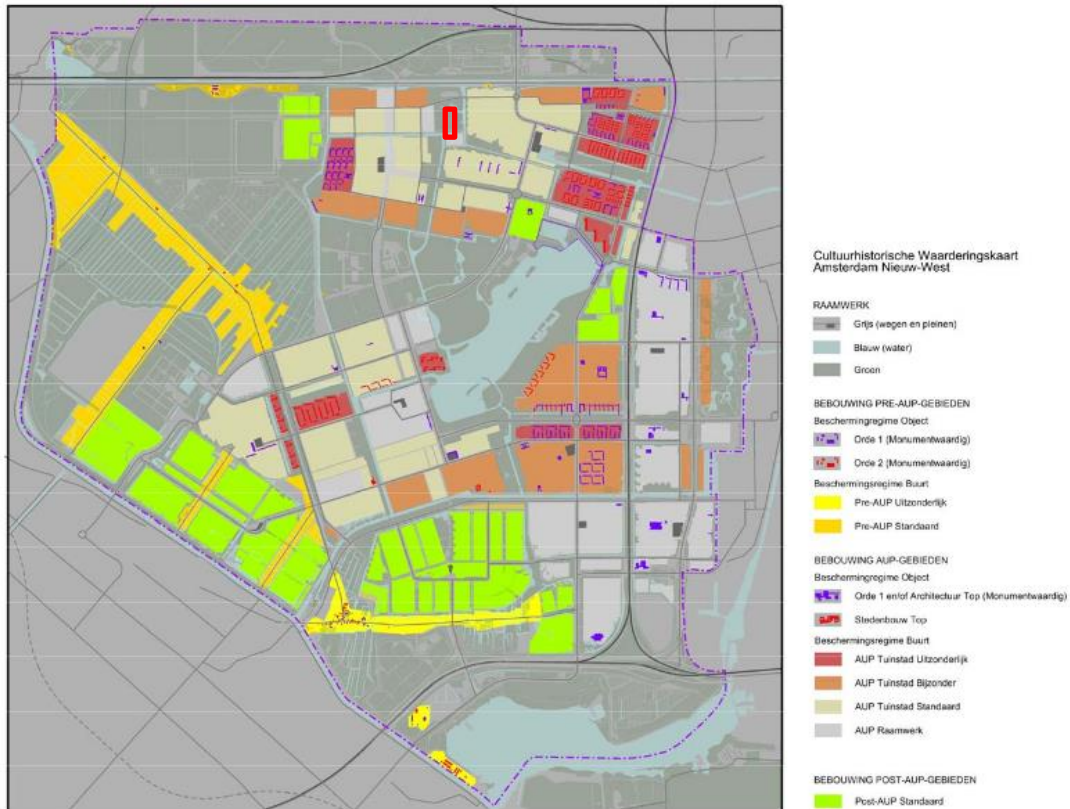 Cultuurhistorische Waarderingskaart
Amsterdam Nieuw-West
RAAMWERK
Grijs (wegen en pleinen)
Blauw (water)
Groen
BEBOUWING PRE-AUP-GEBIEDEN
Beschermingregime Object
Orde 1 (Monumentwaardig)
Orde 2 (Monumentwaardig)
Beschermingsregime Buurt
Pre-AUP Uitzonderlijk
Pre-AUP Standaard
BEBOUWING AUP-GEBIEDEN
Beschermingregime Object
Orde 1 en/of Architectuur Top (Monumentwaardig)
Stedenbouw Top
Beschermingsregime Buurt
AUP Tuinstad Uitzonderlijk
AUP Tuinstad Bijzonder
AUP Tuinstad Standaard
AUP Raamwerk
BEBOUWING POST-AUP-GEBIEDEN
Post-AUP Standaard